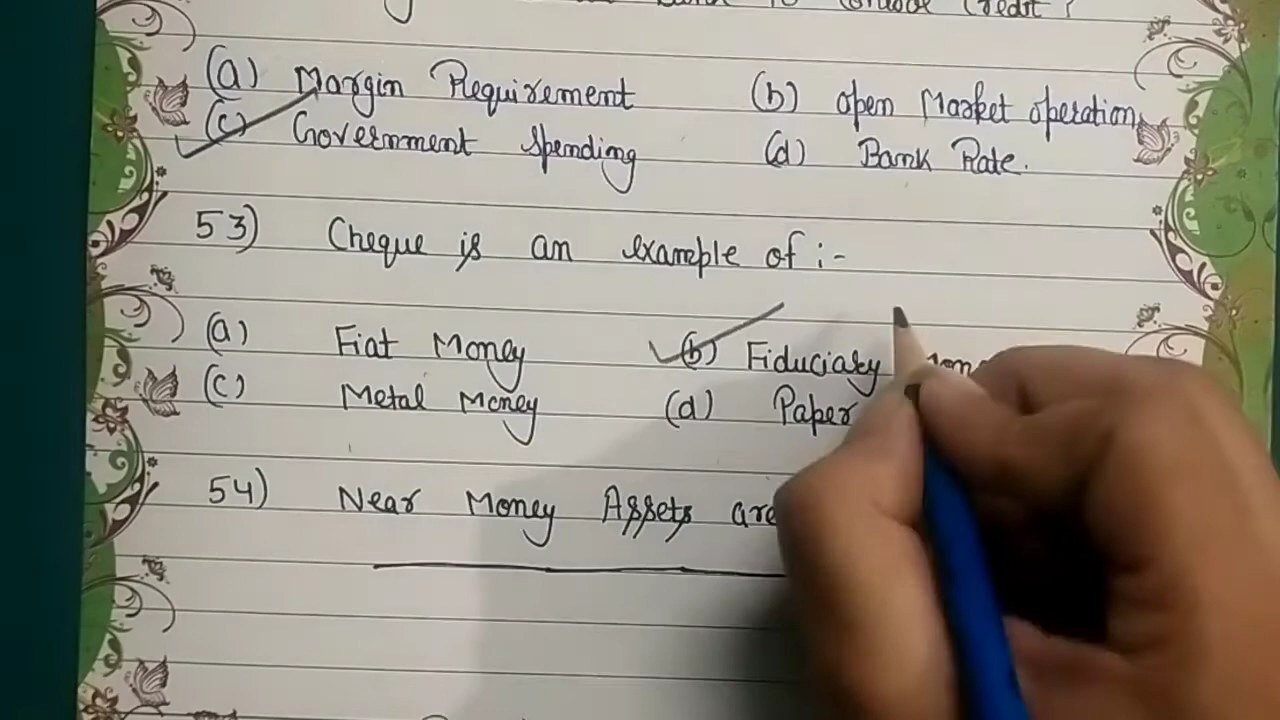 Credit ?
(a) Margin Requirement (b) Open Market operation
(c) Government Spending (d) Bank Rate.
53) Cheque is an example of :-
(a) Fiat Money (b) Fiduciary
(c) Metal Money (d) Paper
54) Near Money Assets are